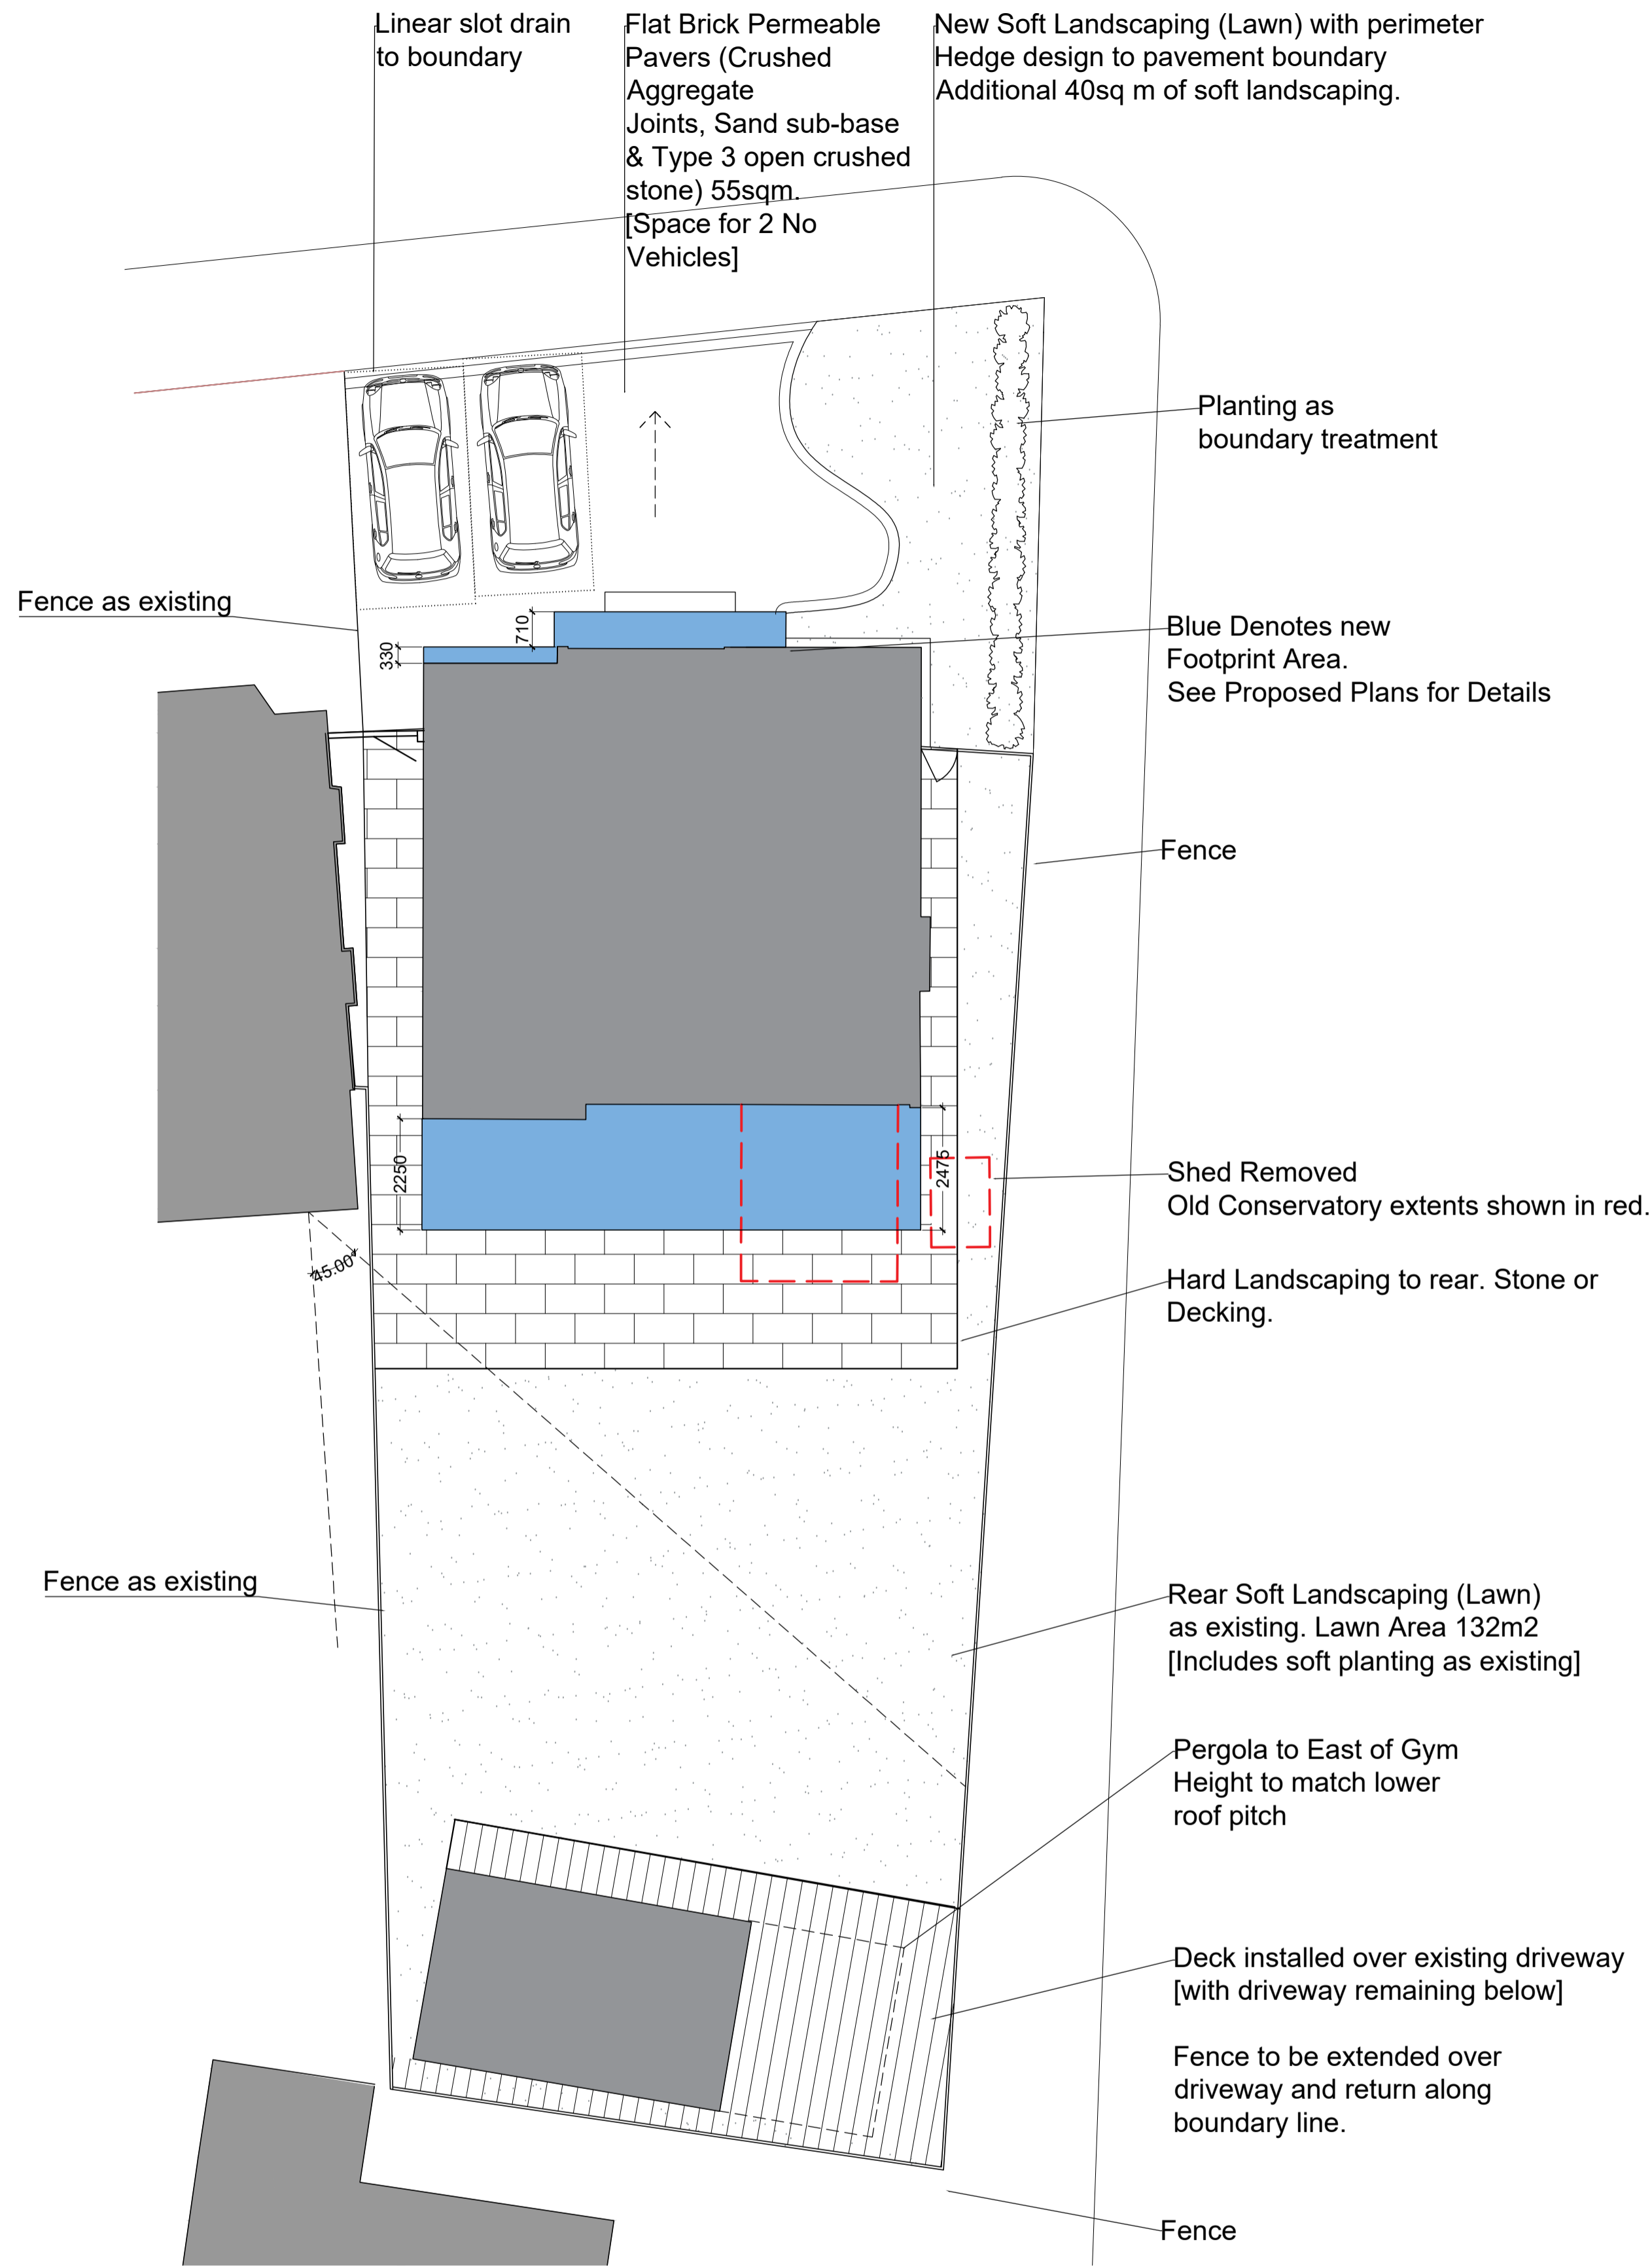 Linear slot drain
to boundary
Flat Brick Permeable
Pavers (Crushed
Aggregate
Joints, Sand sub-base
& Type 3 open crushed
stone) 55sqm.
[Space for 2 No
Vehicles]
New Soft Landscaping (Lawn) with perimeter
Hedge design to pavement boundary
Additional 40sq m of soft landscaping.
Planting as
boundary treatment
Fence as existing
710
330
Blue Denotes new
Footprint Area.
See Proposed Plans for Details
Fence
2250
2475
Shed Removed
Old Conservatory extents shown in red.
45.00°
Hard Landscaping to rear. Stone or
Decking.
Fence as existing
Rear Soft Landscaping (Lawn)
as existing. Lawn Area 132m2
[Includes soft planting as existing]
Pergola to East of Gym
Height to match lower
roof pitch
Deck installed over existing driveway
[with driveway remaining below]
Fence to be extended over
driveway and return along
boundary line.
Fence